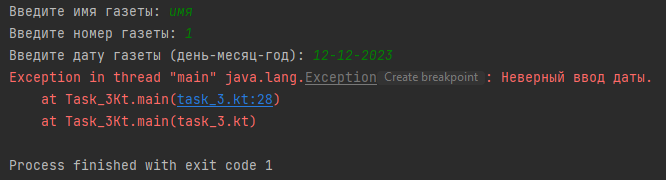 Введите имя газеты: имя
Введите номер газеты: 1
Введите дату газеты (день-месяц-год): 12-12-2023
Exception in thread "main" java.lang.Exception Create breakpoint : Неверный ввод даты.
    at Task_3Kt.main(task_3.kt:28)
    at Task_3Kt.main(task_3.kt)
Process finished with exit code 1